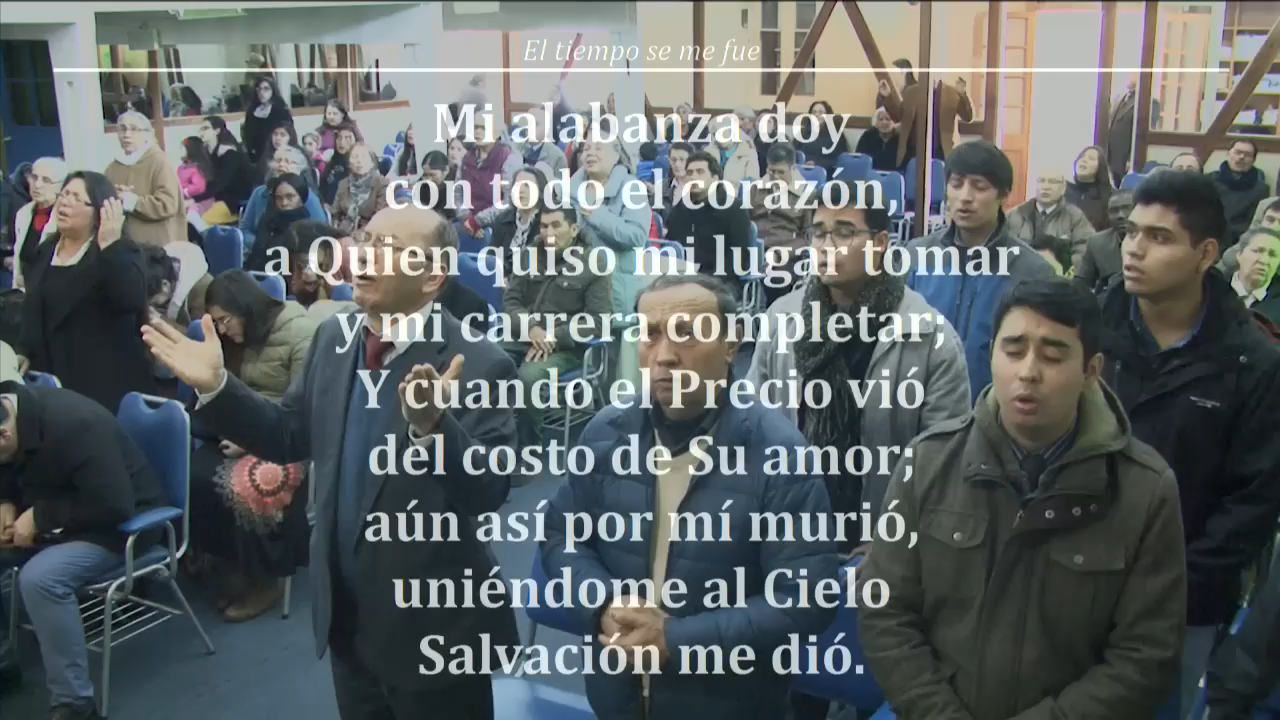 El tiempo se me fue
Mi alabanza doy
con todo el corazón,
a Quien quiso mi lugar tomar
y mi carrera completar;
Y cuando el Precio vió
del costo de Su amor;
aún así por mí murió,
uniéndome al Cielo
Salvación me dió.